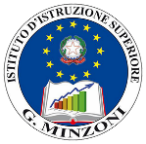 ISTITUTO D'ISTRUZIONE SUPERIORE
G. MINZONI